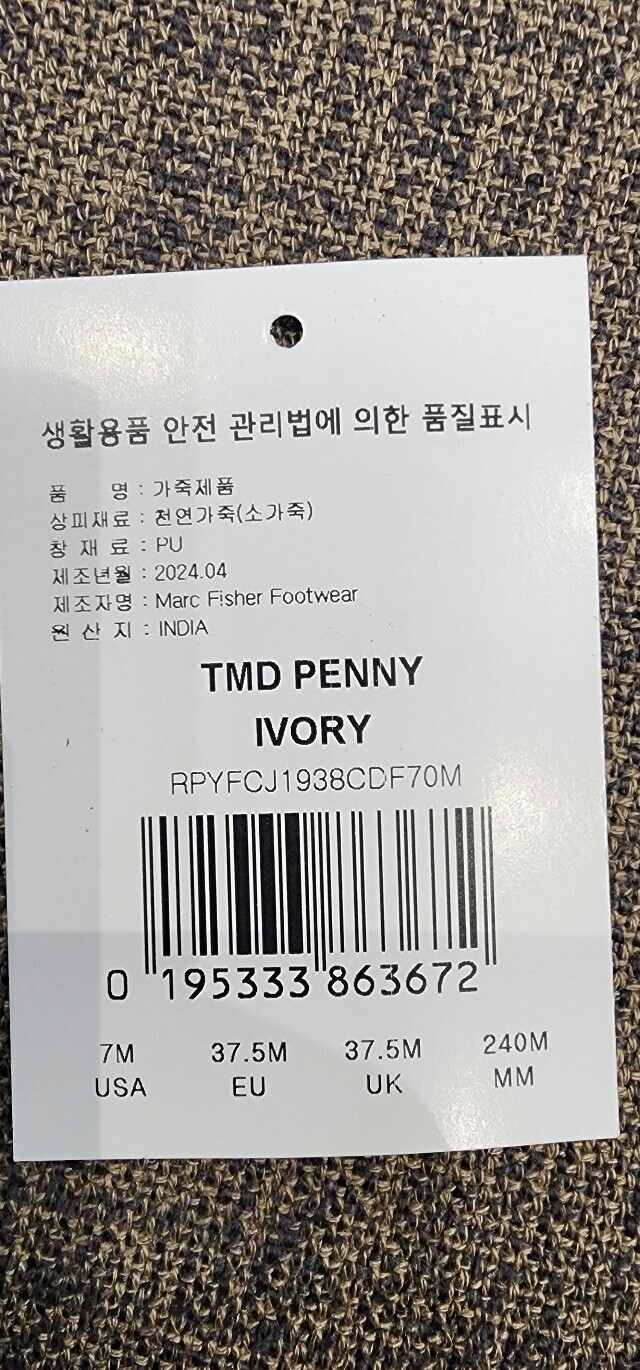 생활용품 안전 관리법에 의한 품질표시
품 명 : 가죽제품
상피재료 : 천연가죽(소가죽)
창 재 료 : PU
제조년월 : 2024.04
제조자명 : Marc Fisher Footwear
원 산 지 : INDIA
TMD PENNY
IVORY
RPYFCJ1938CDF70M
0 195333 863672
7M 37.5M 37.5M 240M
USA EU UK MM